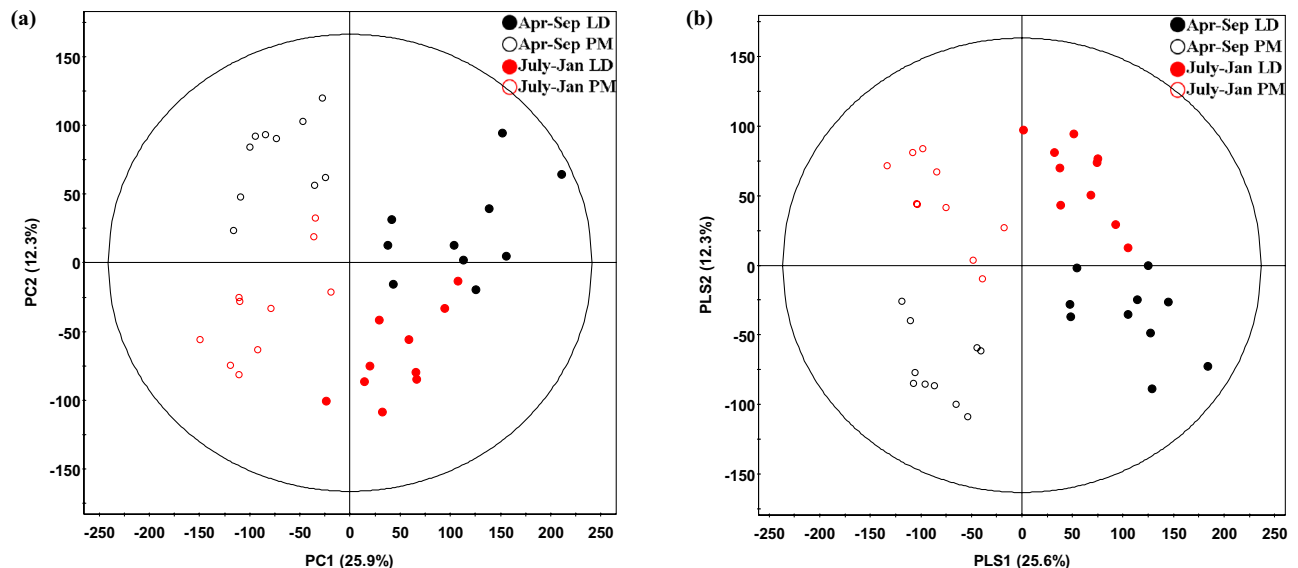 (a)
Apr-Sep LD
Apr-Sep PM
July-Jan LD
July-Jan PM
150
100
50
0
-50
-100
-150
PC2 (12.3%)
-250 -200 -150 -100 -50 0 50 100 150 200 250
PC1 (25.9%)
(b)
Apr-Sep LD
Apr-Sep PM
July-Jan LD
July-Jan PM
150
100
50
0
-50
-100
-150
PLS2 (12.3%)
-250 -200 -150 -100 -50 0 50 100 150 200 250
PLS1 (25.6%)